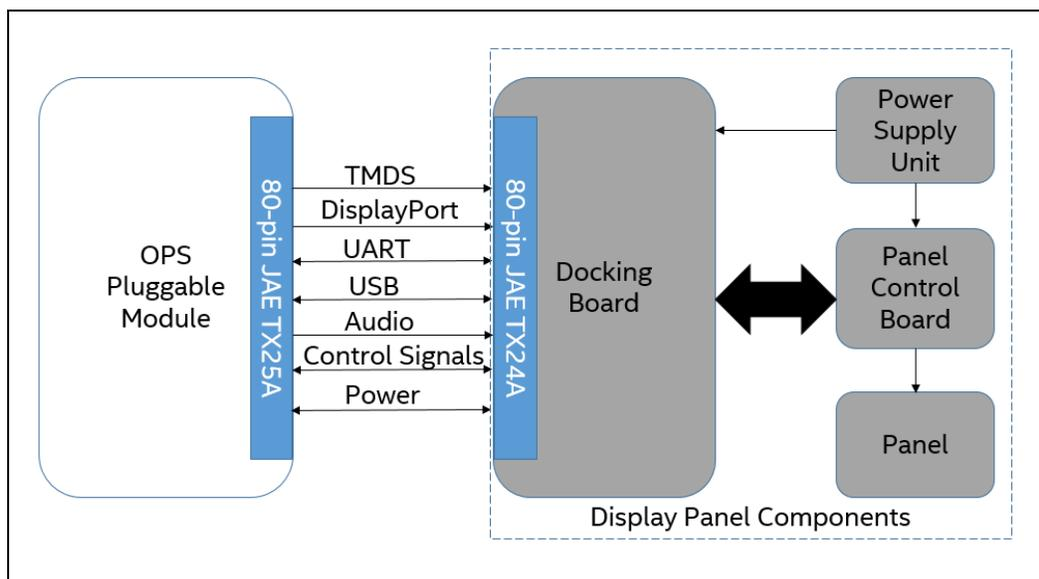 OPS
Pluggable
Module
80-pin JAE TX25A
TMDS
DisplayPort
UART
USB
Audio
Control Signals
Power
80-pin JAE TX24A
Docking
Board
Power
Supply
Unit
Panel
Control
Board
Panel
Display Panel Components